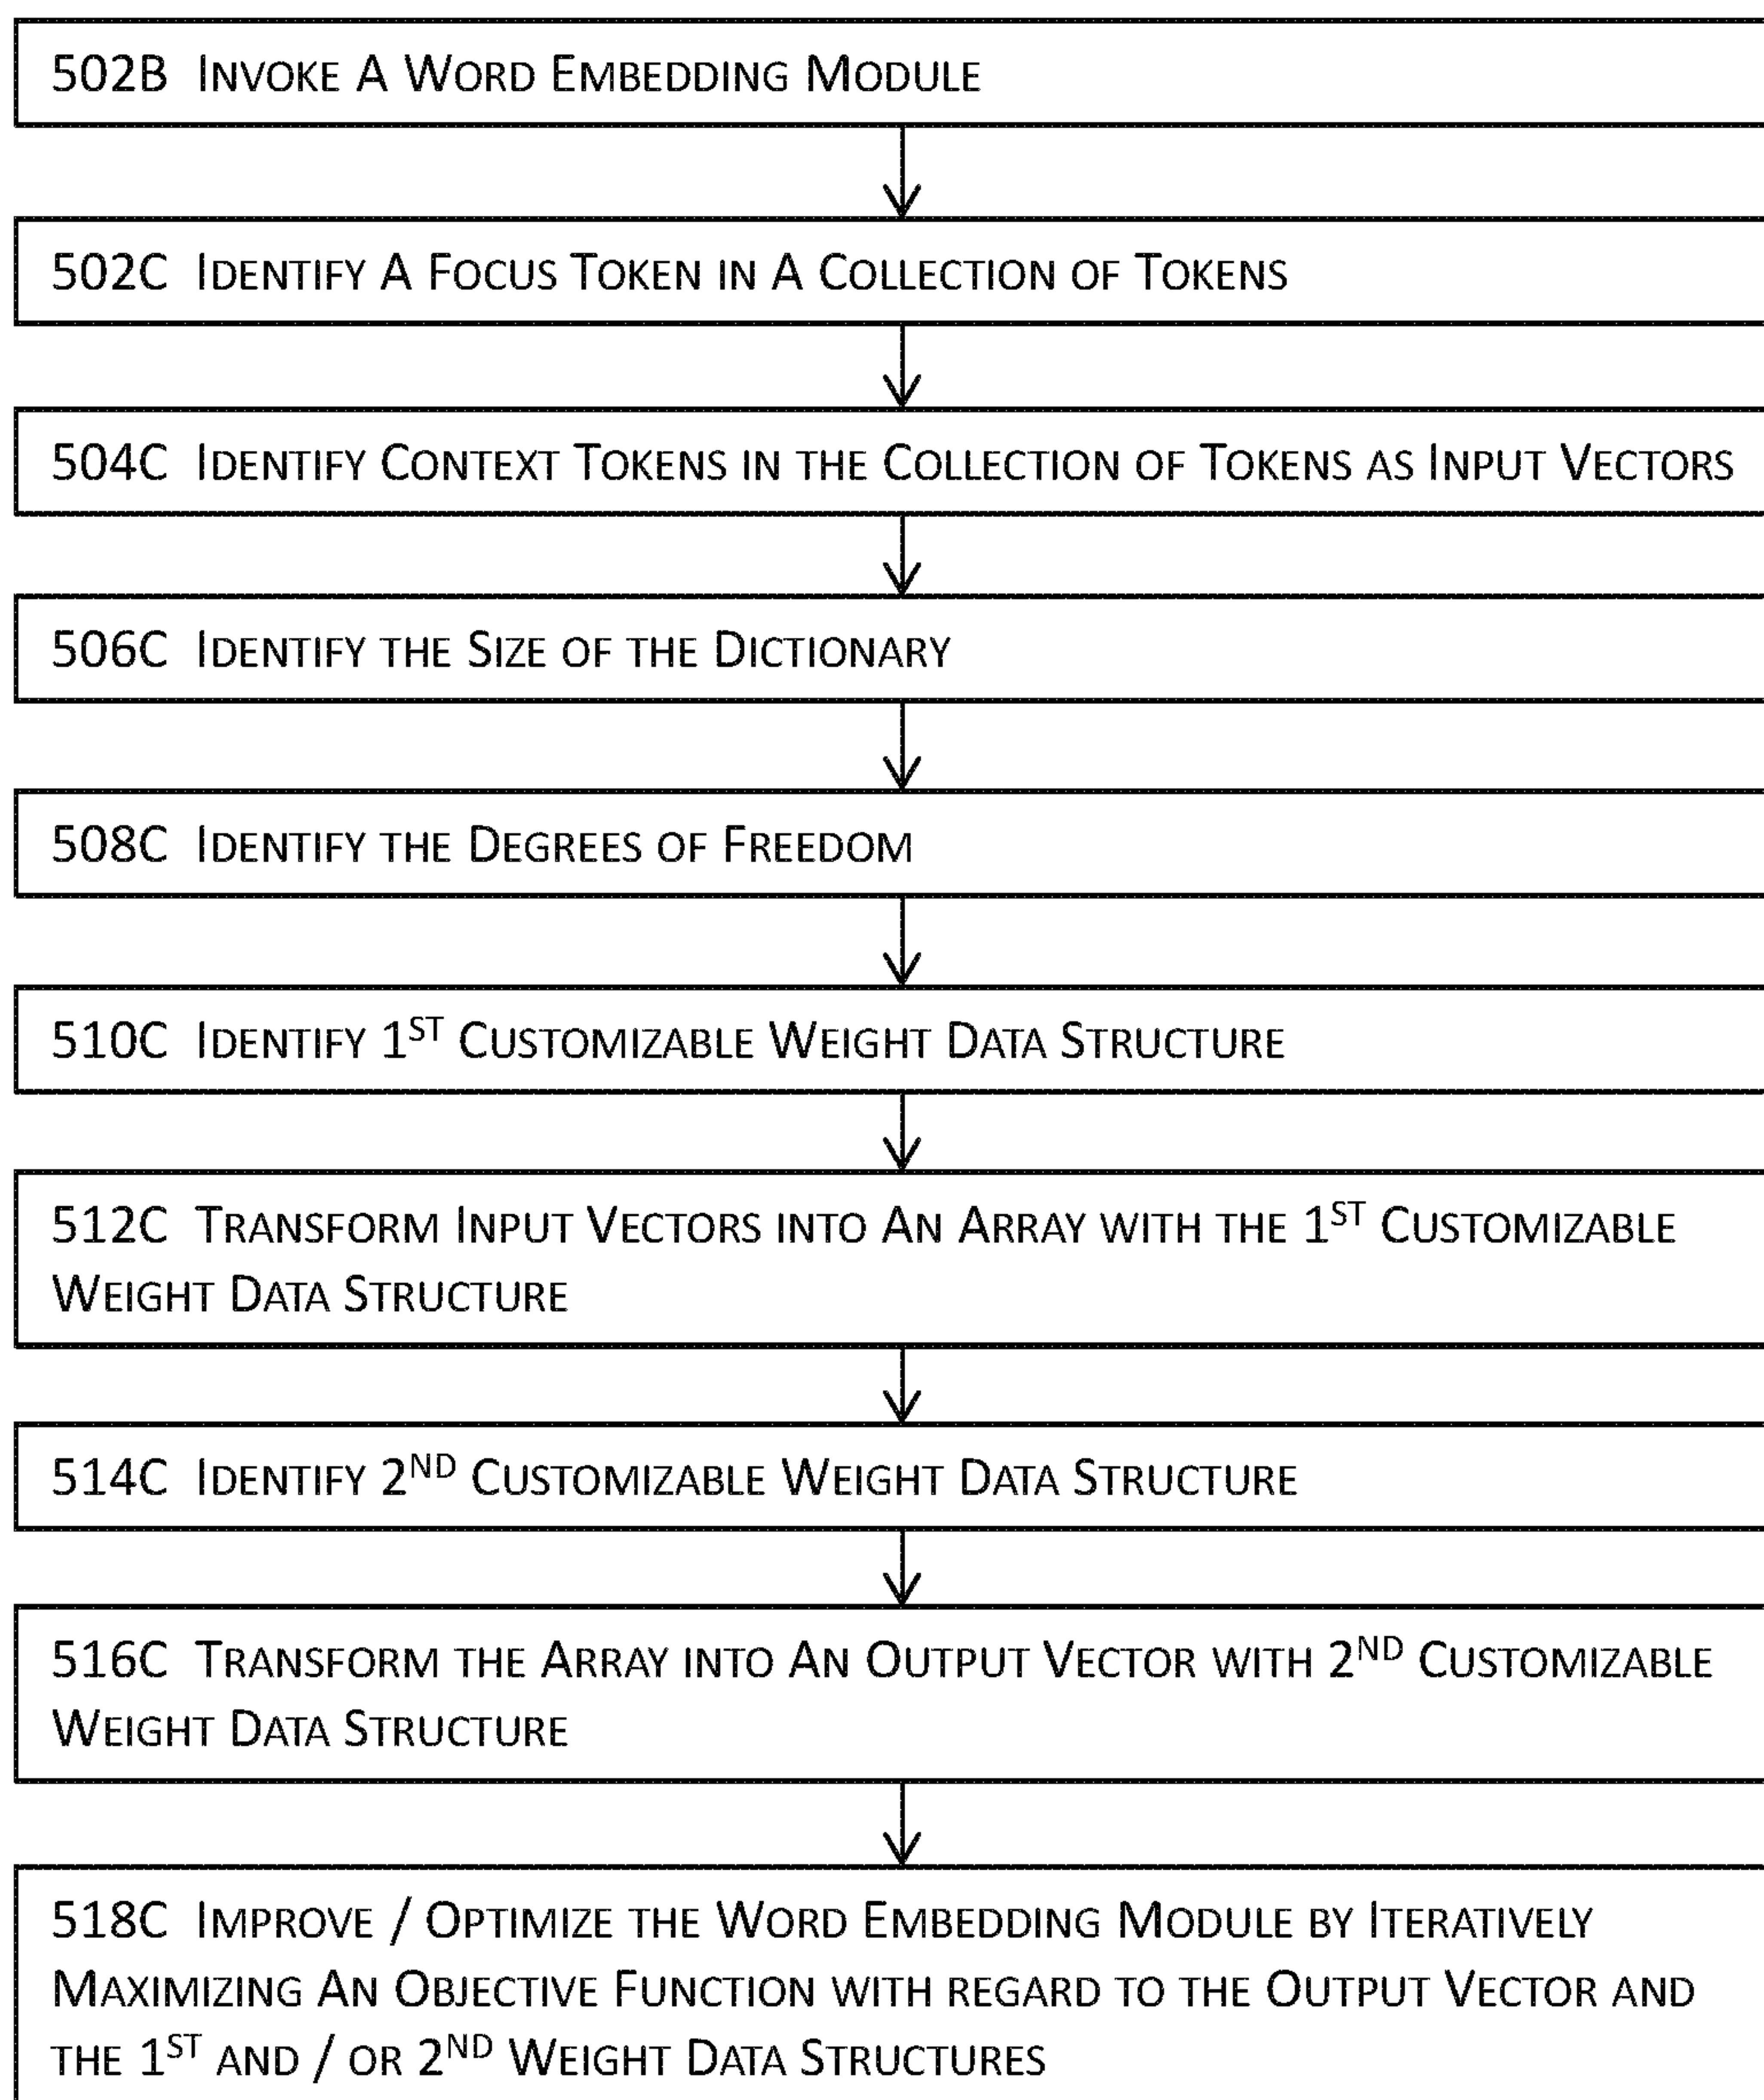 502B INVOKE A WORD EMBEDDING MODULE
502C IDENTIFY A FOCUS TOKEN IN A COLLECTION OF TOKENS
504C IDENTIFY CONTEXT TOKENS IN THE COLLECTION OF TOKENS AS INPUT VECTORS
506C IDENTIFY THE SIZE OF THE DICTIONARY
508C IDENTIFY THE DEGREES OF FREEDOM
510C IDENTIFY 1ST CUSTOMIZABLE WEIGHT DATA STRUCTURE
512C TRANSFORM INPUT VECTORS INTO AN ARRAY WITH THE 1ST CUSTOMIZABLE
WEIGHT DATA STRUCTURE
514C IDENTIFY 2ND CUSTOMIZABLE WEIGHT DATA STRUCTURE
516C TRANSFORM THE ARRAY INTO AN OUTPUT VECTOR WITH 2ND CUSTOMIZABLE
WEIGHT DATA STRUCTURE
518C IMPROVE / OPTIMIZE THE WORD EMBEDDING MODULE BY ITERATIVELY
MAXIMIZING AN OBJECTIVE FUNCTION WITH REGARD TO THE OUTPUT VECTOR AND
THE 1ST AND / OR 2ND WEIGHT DATA STRUCTURES